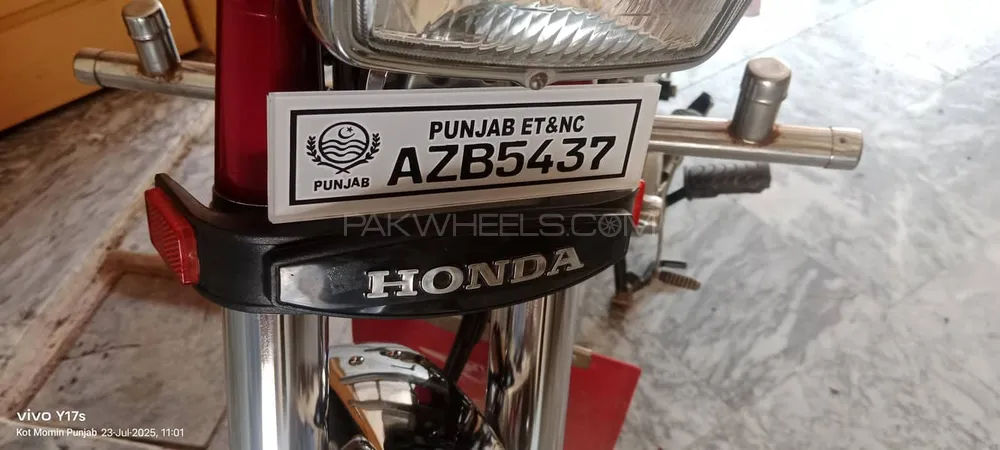 PUNJAB ET&NC
AZB5437
PUNJAB
PAKWHEELS.COM
HONDA
vivo Y17s
Kot Momin Punjab 23-Jul-2025, 11:01